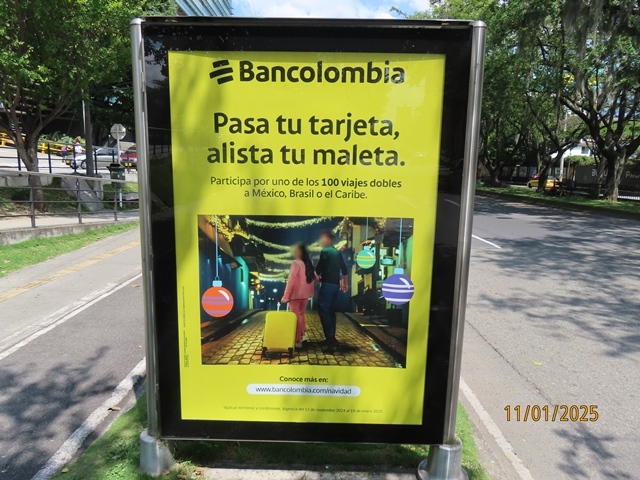 Bancolombia
Pasa tu tarjeta,
alista tu maleta.
Participa por uno de los 100 viajes dobles
a México, Brasil o el Caribe.
Conoce más en:
www.bancolombia.com/navidad
11/01/2025